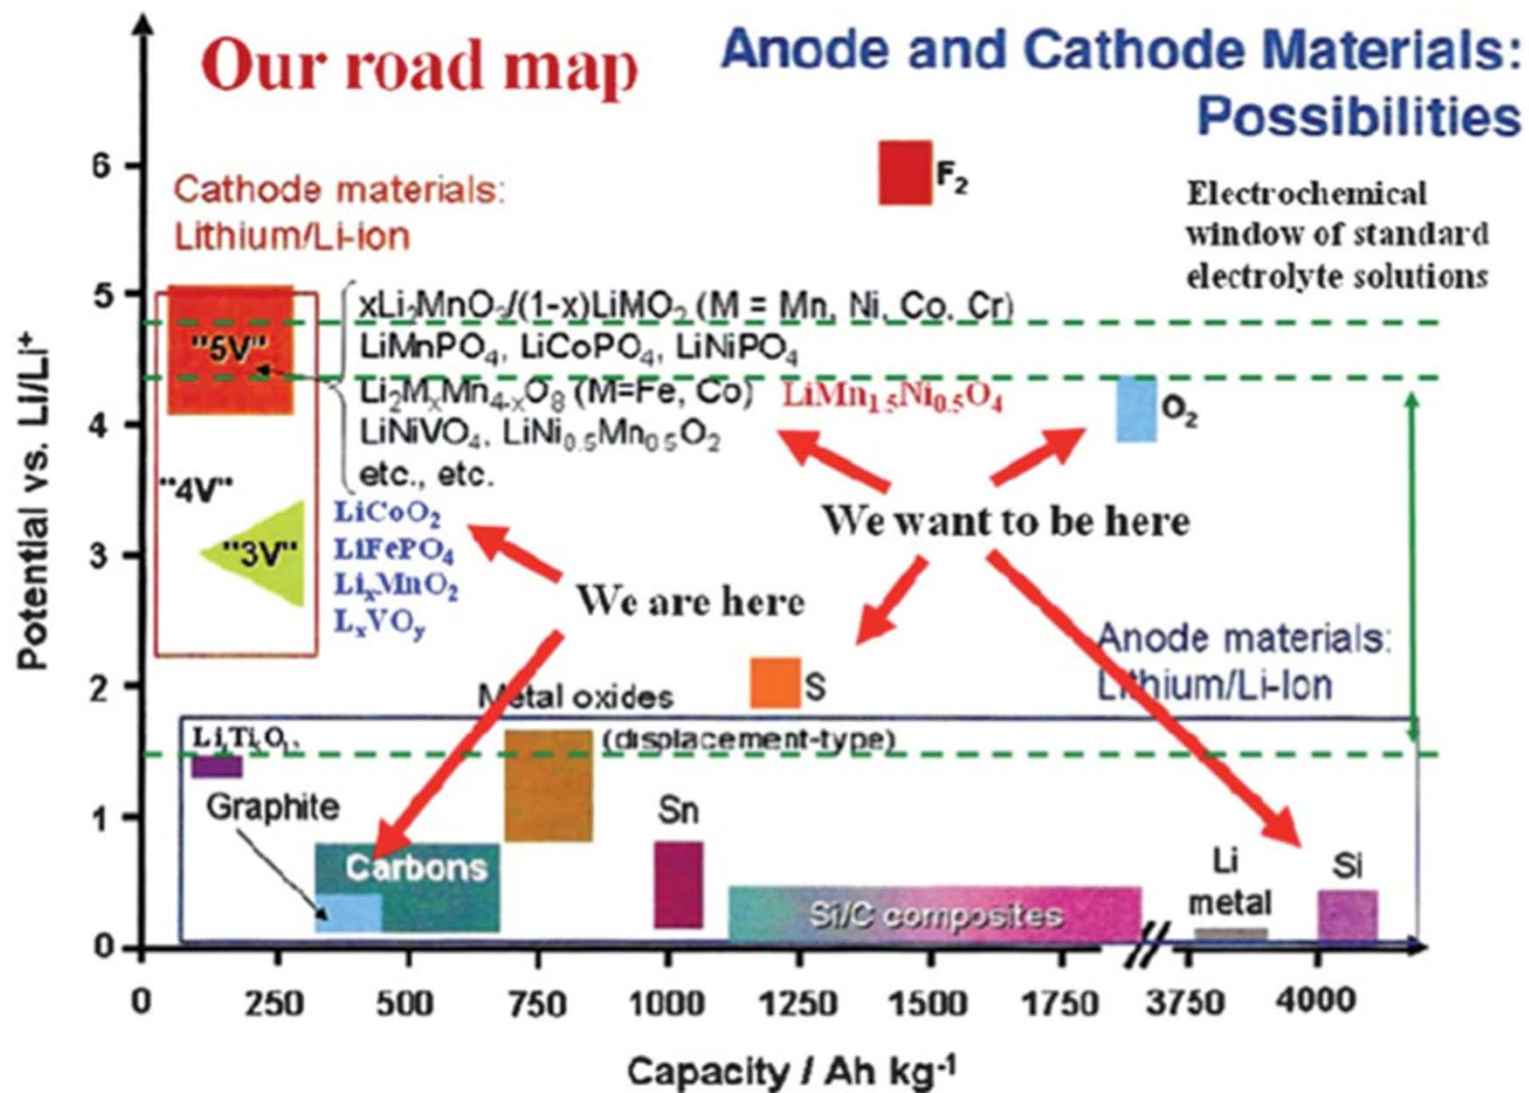 Our road map
Anode and Cathode Materials:
Possibilities
Potential vs. Li/Li⁺
6
5
4
3
2
1
0
Cathode materials:
Lithium/Li-ion
F₂
Electrochemical
window of standard
electrolyte solutions
"5V"
xLi₂MnO₃/(1-x)LiMO₂ (M = Mn, Ni, Co, Cr)
LiMnPO₄, LiCoPO₄, LiNiPO₄
Li₂MₓMn₄₋ₓO₈ (M=Fe, Co)
LiMn₁.₅Ni₀.₅O₄
LiNiVO₄, LiNi₀.₅Mn₀.₅O₂
etc., etc.
O₂
"4V"
"3V"
LiCoO₂
LiFePO₄
LiₓMnO₂
LₓVOᵧ
We want to be here
We are here
S
Anode materials:
Lithium/Li-Ion
Metal oxides
(displacement-type)
Graphite
Carbons
Sn
Si/C composites
Li
metal
Si
0
250
500
750
1000
1250
1500
1750
3750
4000
Capacity / Ah kg⁻¹